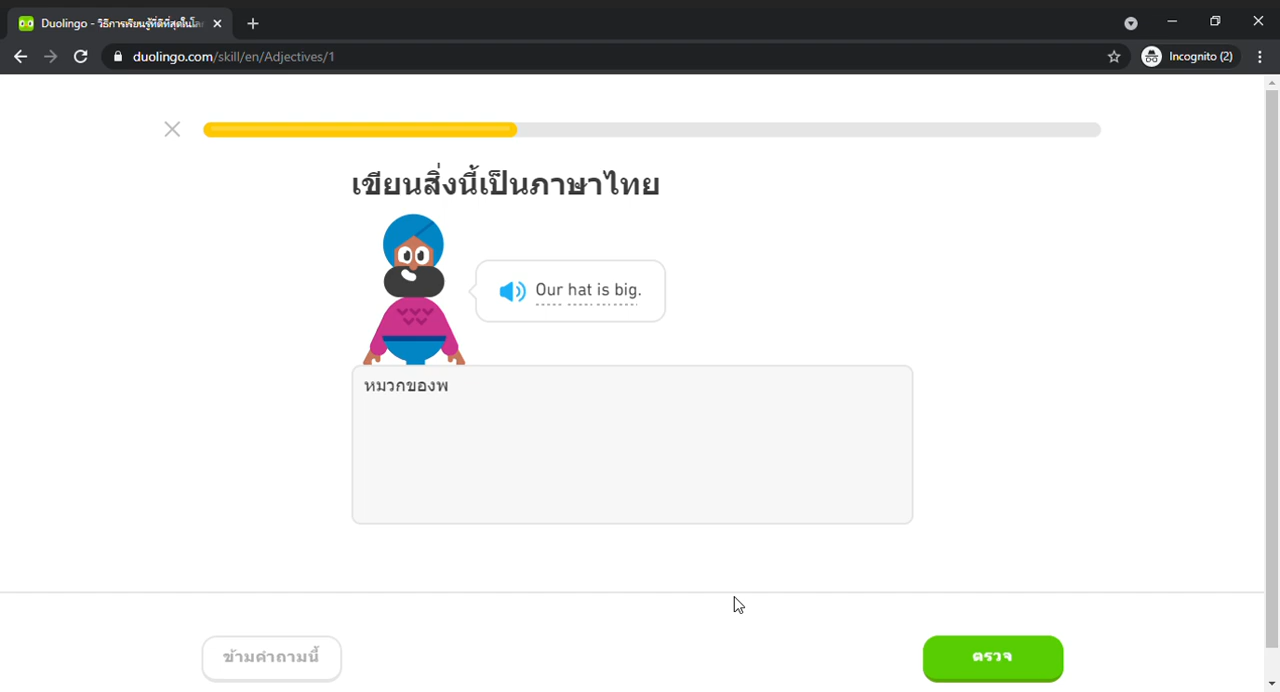 Duolingo - วิธีการเรียนรู้ที่ดีที่สุดในโล
duolingo.com/skill/en/Adjectives/1
Incognito (2)
เขียนสิ่งนี้เป็นภาษาไทย
Our hat is big.
หมวกของพ
ข้ามคำถามนี้
ตรวจ